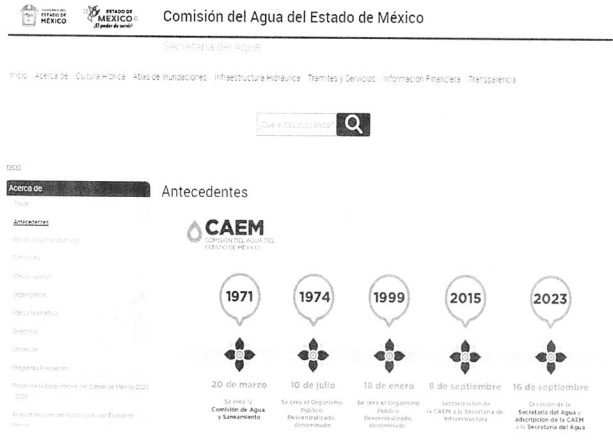 GOBIERNO DEL
ESTADO DE
MÉXICO
ESTADO DE
MÉXICO
¡El poder de servir!
Comisión del Agua del Estado de México
Secretaría del Agua
Inicio Acerca de Cultura Hídrica Atlas de Inundaciones Infraestructura Hidráulica Tramites y Servicios Información Financiera Transparencia
¿Qué estás buscando?
Inicio
Acerca de
Antecedentes
Antecedentes
CAEM
COMISIÓN DEL AGUA DEL
ESTADO DE MÉXICO
Organigrama
Marco Normativo
Directorio
Ubicación
1971
1974
1999
2015
2023
20 de marzo
10 de julio
18 de enero
8 de septiembre
16 de septiembre
Se crea la
Comisión de Agua
y Saneamiento
Se crea el Organismo
Público
Descentralizado,
denominado
Se crea el Organismo
Público
Descentralizado,
denominado
Sectorización de
la CAEM a la Secretaría de
Infraestructura
Creación de la
Secretaría del Agua y
adscripción de la CAEM
a la Secretaría del Agua